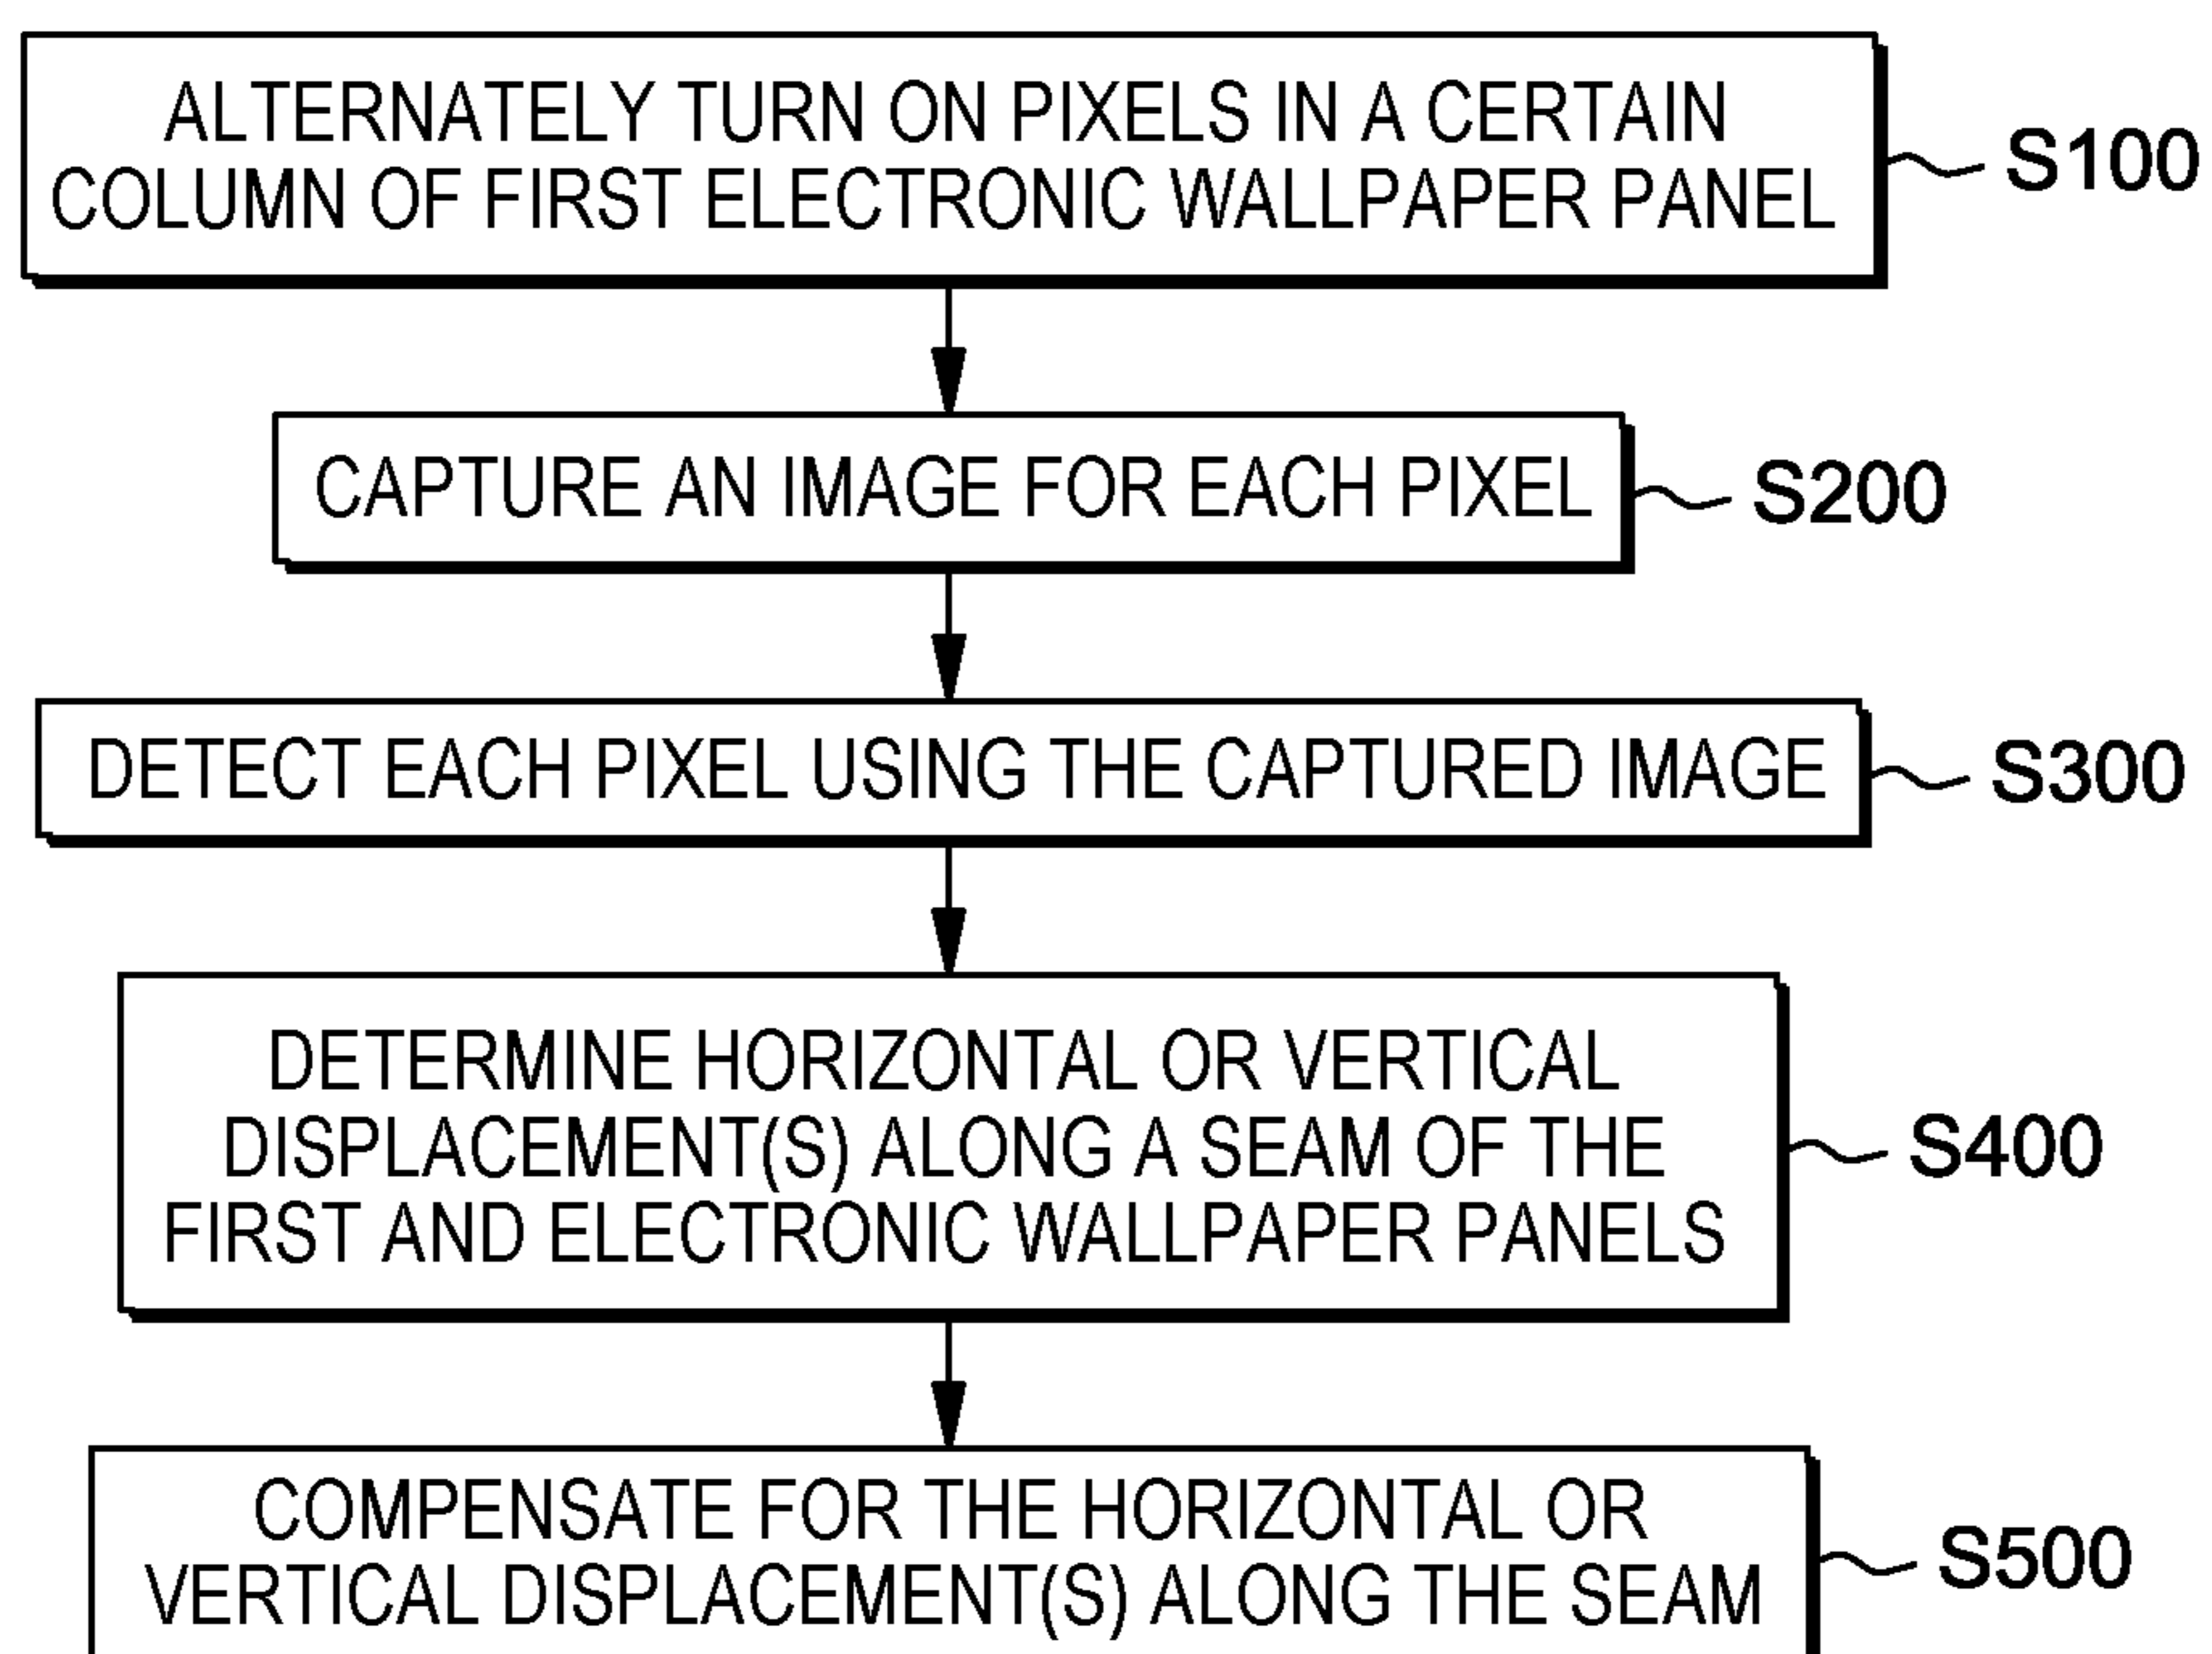 ALTERNATELY TURN ON PIXELS IN A CERTAIN
COLUMN OF FIRST ELECTRONIC WALLPAPER PANEL
S100
CAPTURE AN IMAGE FOR EACH PIXEL
S200
DETECT EACH PIXEL USING THE CAPTURED IMAGE
S300
DETERMINE HORIZONTAL OR VERTICAL
DISPLACEMENT(S) ALONG A SEAM OF THE
FIRST AND ELECTRONIC WALLPAPER PANELS
S400
COMPENSATE FOR THE HORIZONTAL OR
VERTICAL DISPLACEMENT(S) ALONG THE SEAM
S500